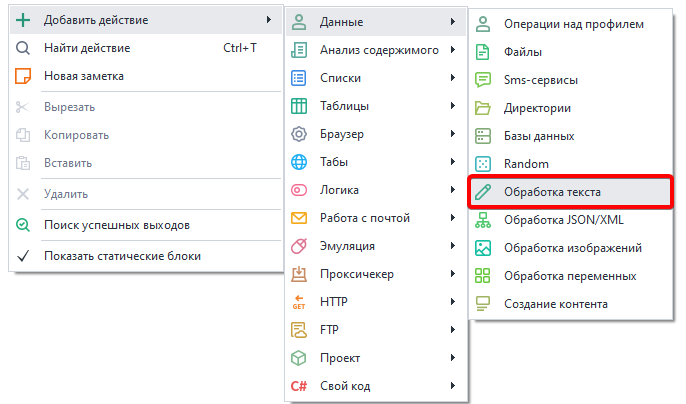 Добавить действие
Найти действие Ctrl+T
Новая заметка
Вырезать
Копировать
Вставить
Удалить
Поиск успешных выходов
Показать статические блоки
Данные
Анализ содержимого
Списки
Таблицы
Браузер
Табы
Логика
Работа с почтой
Эмуляция
Проксичекер
GET HTTP
FTP
Проект
C# Свой код
Операции над профилем
Файлы
Sms-сервисы
Директории
Базы данных
Random
Обработка текста
Обработка JSON/XML
Обработка изображений
Обработка переменных
Создание контента